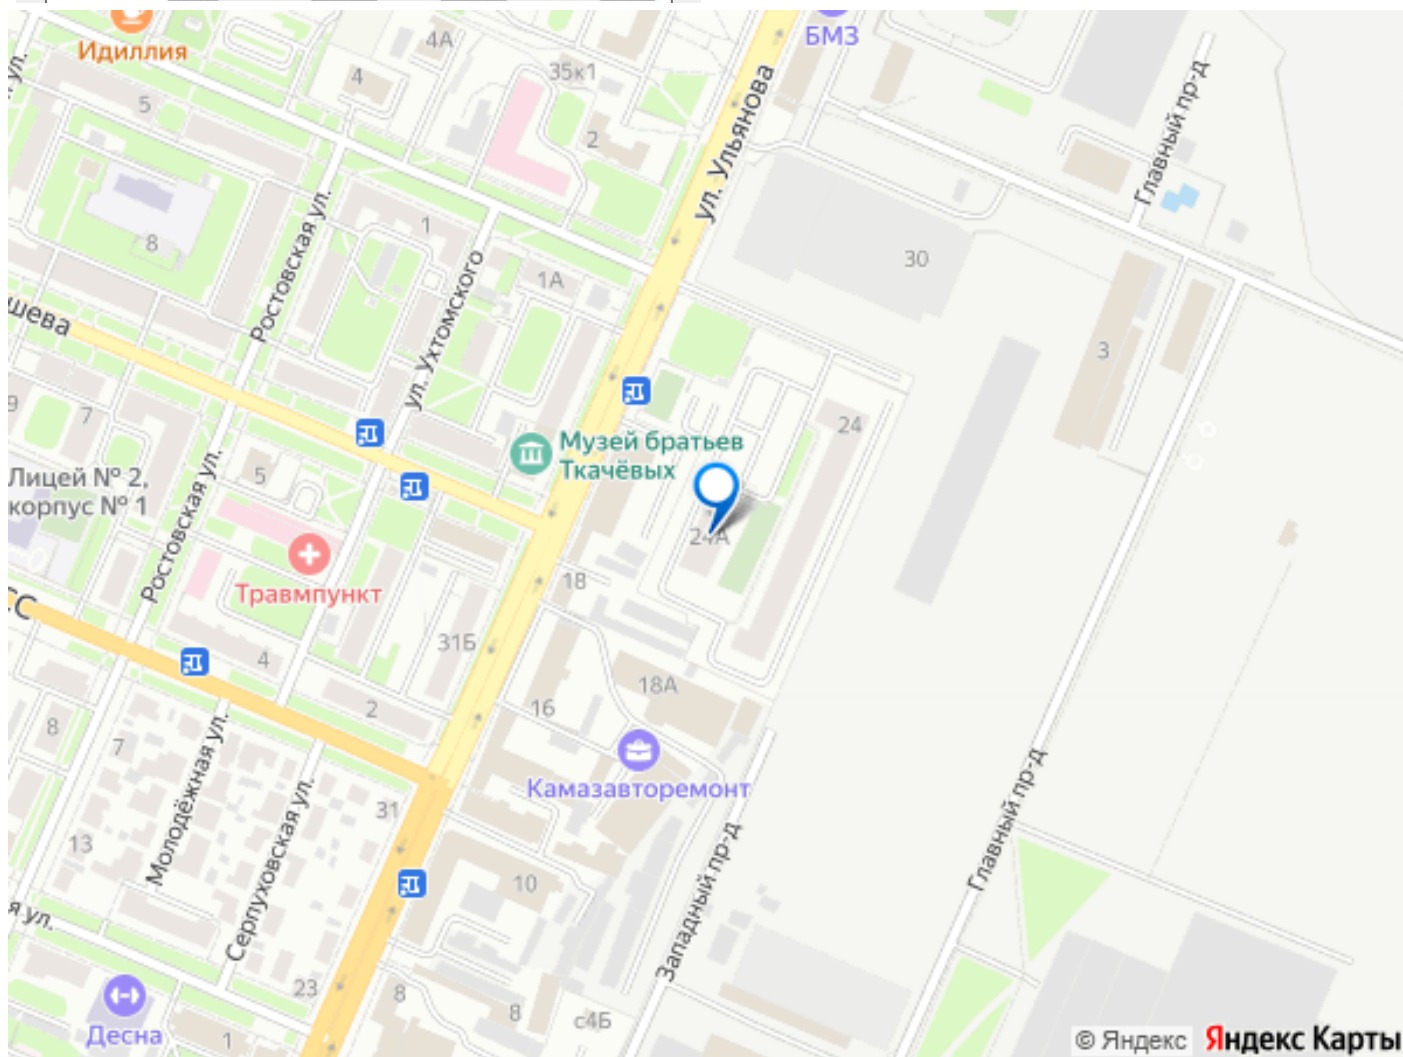 Идиллия
4А
БМЗ
35к1
4
5
2
ул. Ульянова
Главный пр-д
Ростовская ул.
1
8
ул. Ухтомского
1А
30
шева
3
9
7
24
Музей братьев
Ткачёвых
Лицей № 2,
корпус № 1
5
Ростовская ул.
24А
Травмпункт
18
31Б
4
18А
16
2
8
7
Камазавторемонт
Молодёжная ул.
Серпуховская ул.
31
13
10
Западный пр-д
Главный пр-д
я ул.
23
8
8
с4Б
Десна
1
© Яндекс Яндекс Карты